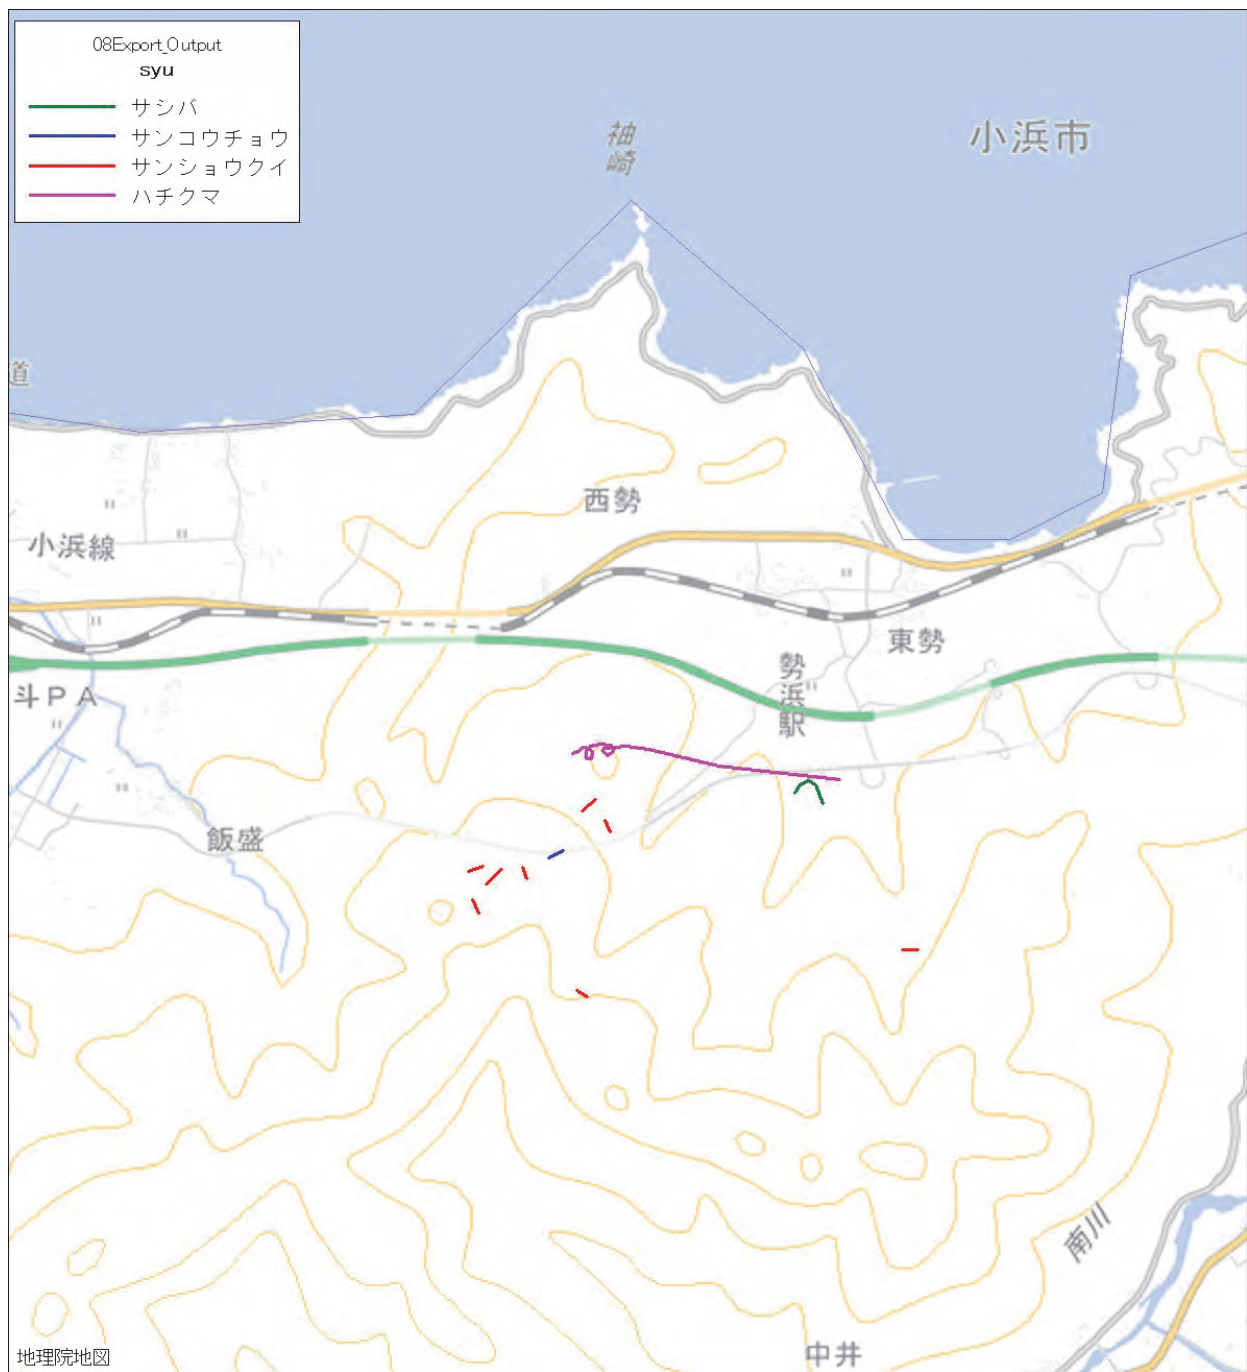 08Export_Output
syu
サシバ
サンコウチョウ
サンショウクイ
ハチクマ
袖崎
小浜市
道
西勢
小浜線
東勢
勢浜駅
斗PA
飯盛
南川
中井
地理院地図